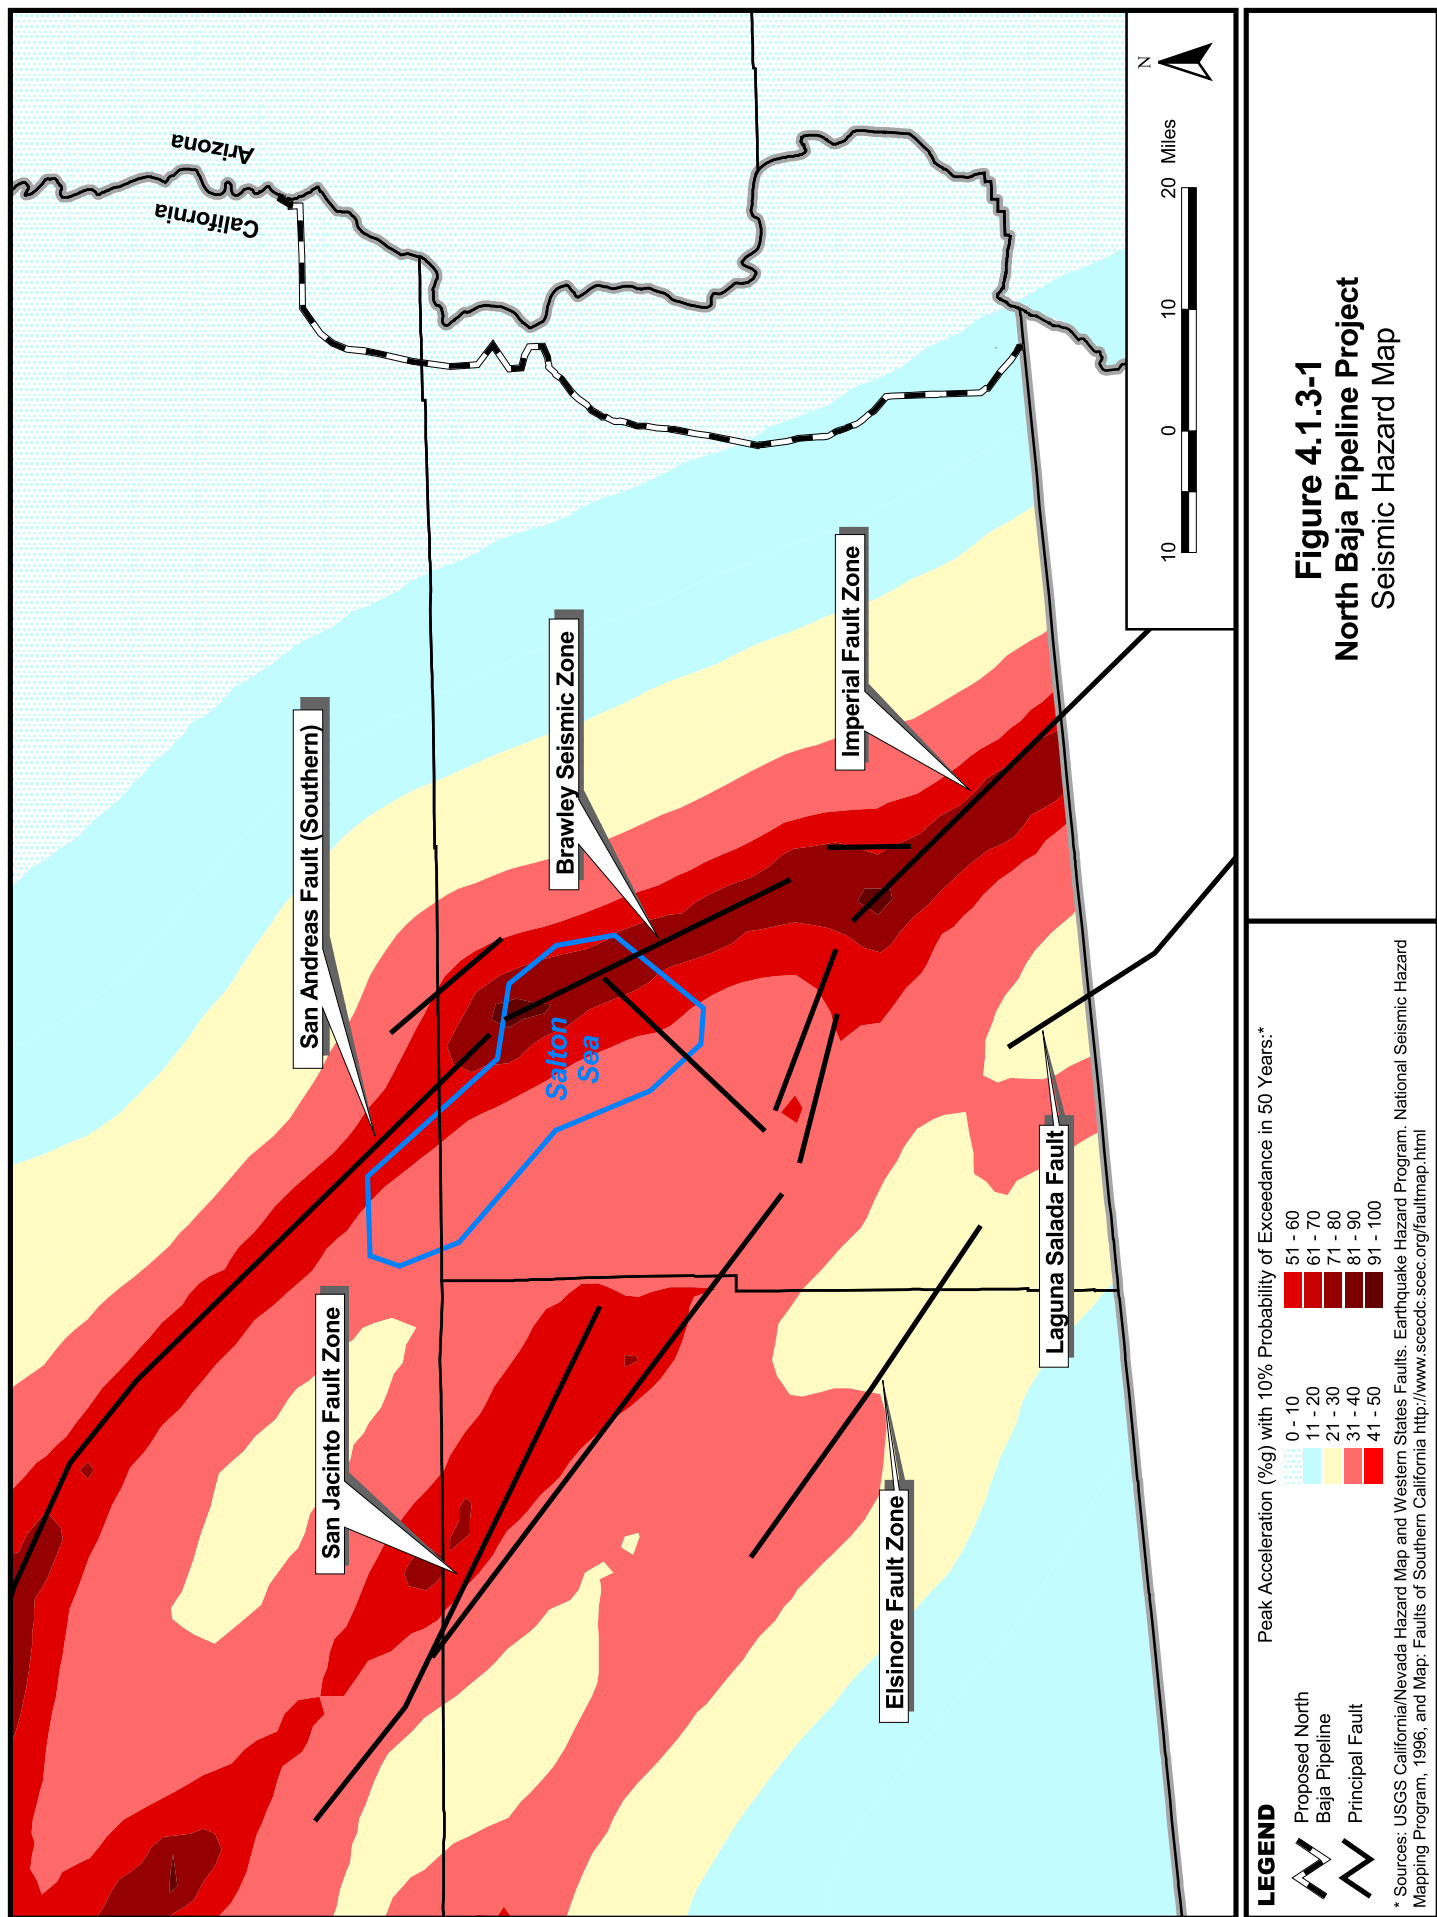 Arizona
California
San Andreas Fault (Southern)
Brawley Seismic Zone
Imperial Fault Zone
Salton
Sea
San Jacinto Fault Zone
Laguna Salada Fault
Elsinore Fault Zone
N
10 0 10 20 Miles
Figure 4.1.3-1
North Baja Pipeline Project
Seismic Hazard Map
LEGEND
Proposed North
Baja Pipeline
Principal Fault
Peak Acceleration (%g) with 10% Probability of Exceedance in 50 Years:*
0 - 10
11 - 20
21 - 30
31 - 40
41 - 50
51 - 60
61 - 70
71 - 80
81 - 90
91 - 100
* Sources: USGS California/Nevada Hazard Map and Western States Faults. Earthquake Hazard Program. National Seismic Hazard
Mapping Program, 1996, and Map: Faults of Southern California http://www.scecdc.scec.org/faultmap.html